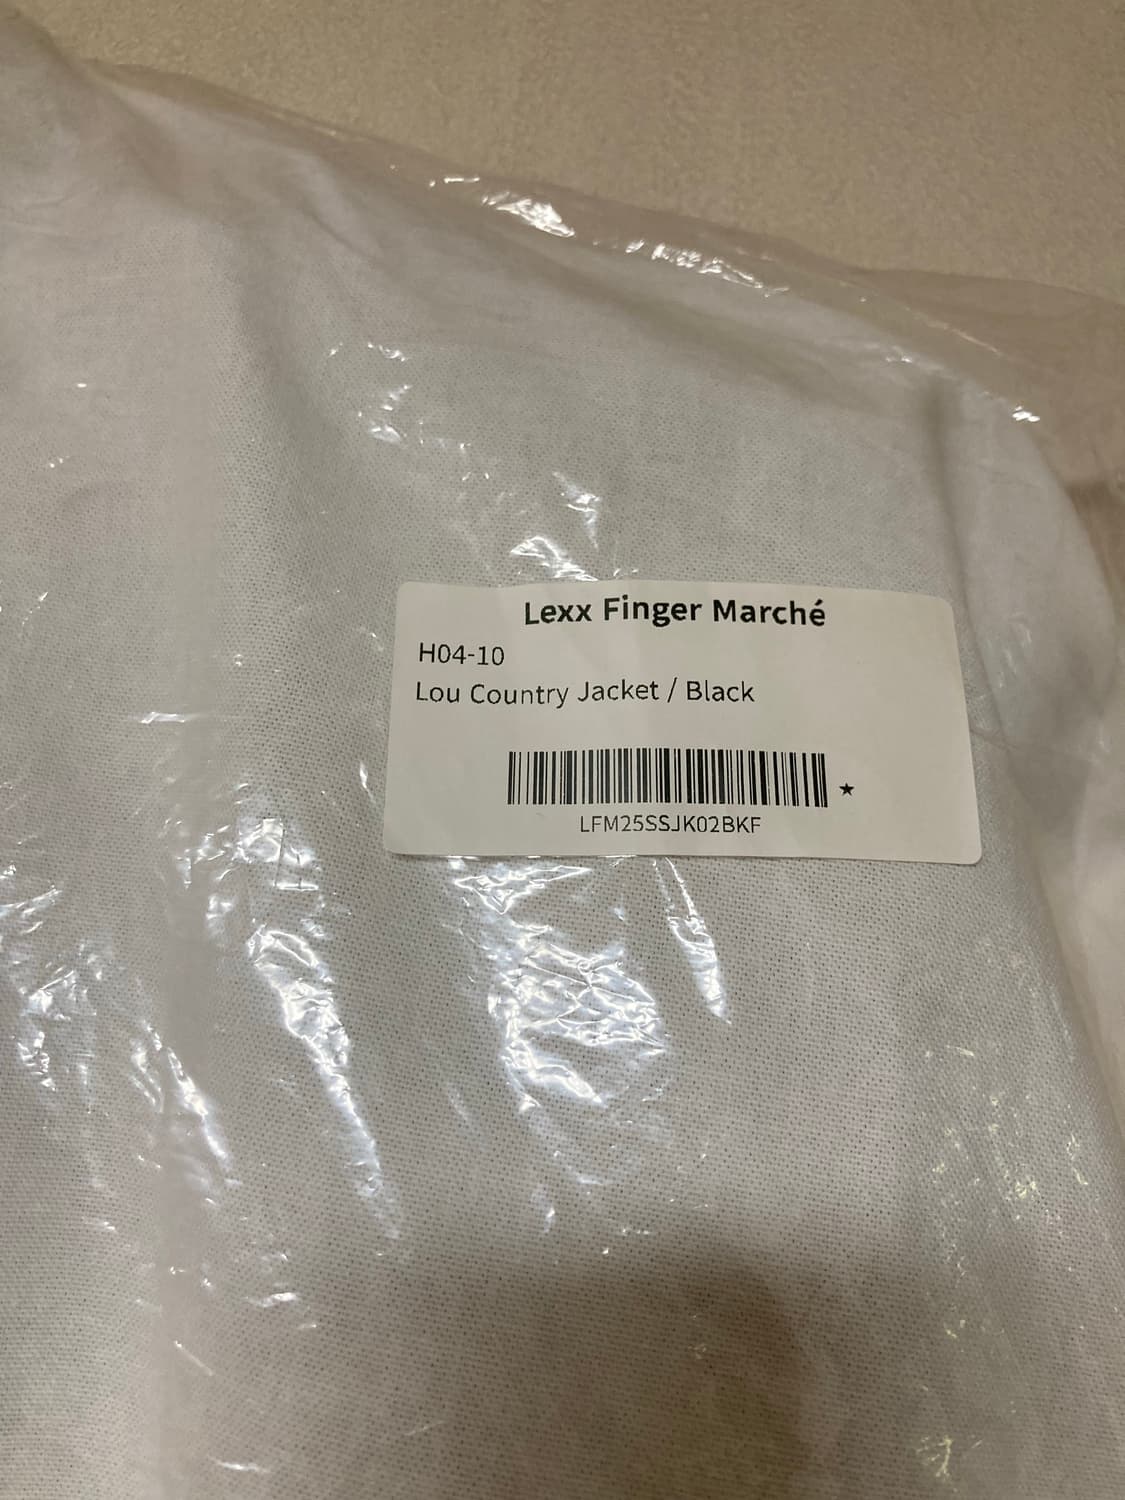 Lexx Finger Marché
H04-10
Lou Country Jacket / Black
★
LFM25SSJK02BKF